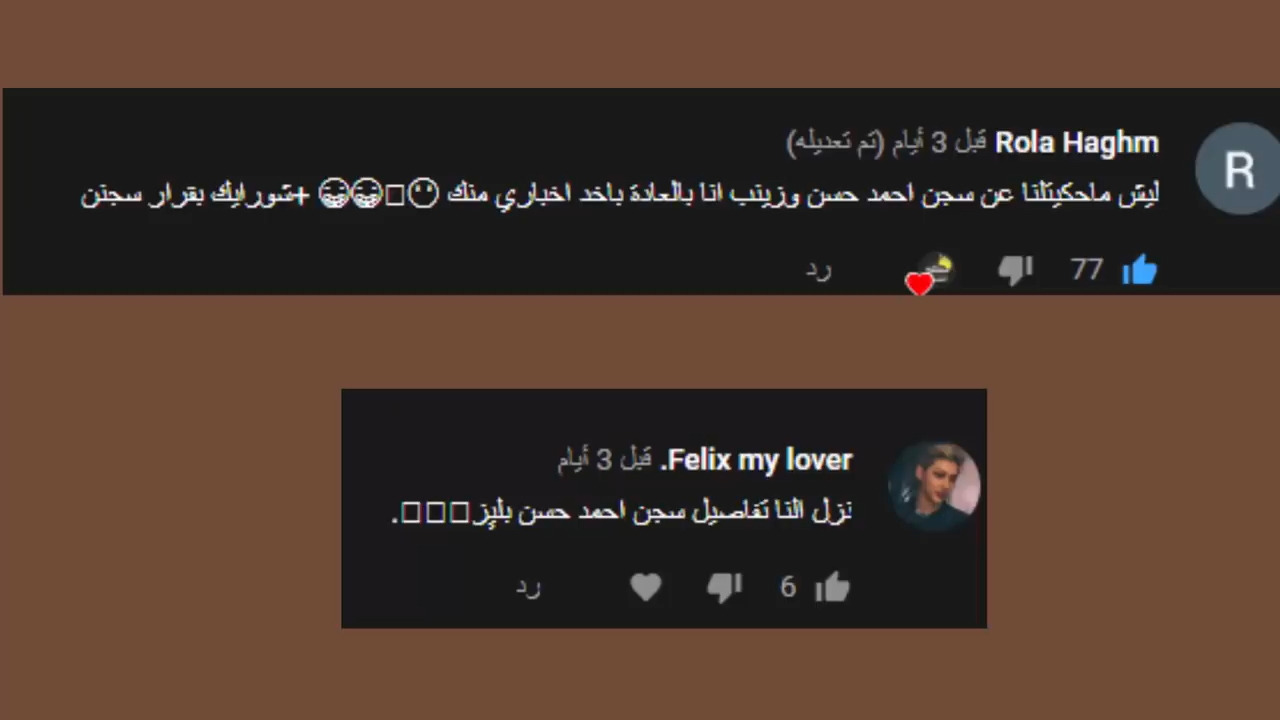 Rola Haghm قبل 3 أيام (تم تعديله)
ليش ماحكيتلنا عن سجن احمد حسن وزينب انا بالعادة باخد اخباري منك 😶□😂😂 +شورايك بقرار سجنن
R
77
رد
Felix my lover. قبل 3 أيام
نزل النا تفاصيل سجن احمد حسن بليز□□□.
6
رد